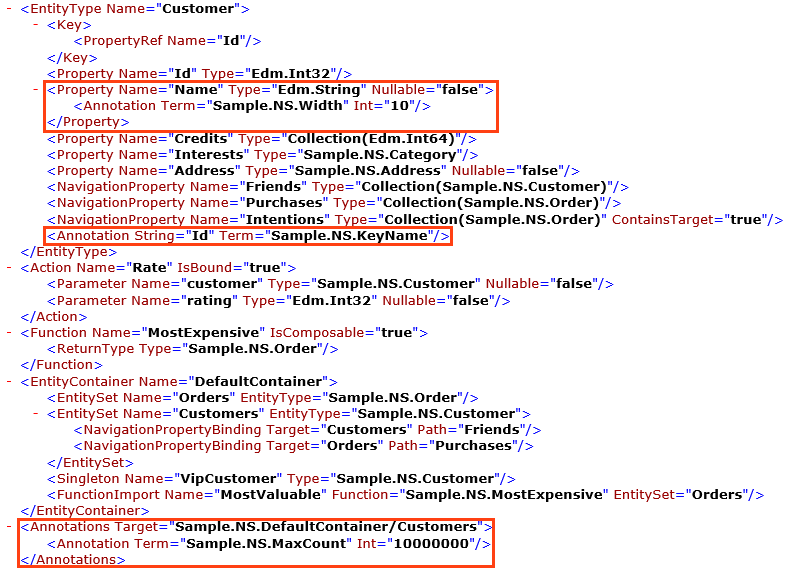 - <EntityType Name="Customer">
- <Key>
<PropertyRef Name="Id"/>
</Key>
<Property Name="Id" Type="Edm.Int32"/>
- <Property Name="Name" Type="Edm.String" Nullable="false">
<Annotation Term="Sample.NS.Width" Int="10"/>
</Property>
<Property Name="Credits" Type="Collection(Edm.Int64)"/>
<Property Name="Interests" Type="Sample.NS.Category"/>
<Property Name="Address" Type="Sample.NS.Address" Nullable="false"/>
<NavigationProperty Name="Friends" Type="Collection(Sample.NS.Customer)"/>
<NavigationProperty Name="Purchases" Type="Collection(Sample.NS.Order)"/>
<NavigationProperty Name="Intentions" Type="Collection(Sample.NS.Order)" ContainsTarget="true"/>
<Annotation String="Id" Term="Sample.NS.KeyName"/>
</EntityType>
- <Action Name="Rate" IsBound="true">
<Parameter Name="customer" Type="Sample.NS.Customer" Nullable="false"/>
<Parameter Name="rating" Type="Edm.Int32" Nullable="false"/>
</Action>
- <Function Name="MostExpensive" IsComposable="true">
<ReturnType Type="Sample.NS.Order"/>
</Function>
- <EntityContainer Name="DefaultContainer">
<EntitySet Name="Orders" EntityType="Sample.NS.Order"/>
- <EntitySet Name="Customers" EntityType="Sample.NS.Customer">
<NavigationPropertyBinding Target="Customers" Path="Friends"/>
<NavigationPropertyBinding Target="Orders" Path="Purchases"/>
</EntitySet>
<Singleton Name="VipCustomer" Type="Sample.NS.Customer"/>
<FunctionImport Name="MostValuable" Function="Sample.NS.MostExpensive" EntitySet="Orders"/>
</EntityContainer>
- <Annotations Target="Sample.NS.DefaultContainer/Customers">
<Annotation Term="Sample.NS.MaxCount" Int="10000000"/>
</Annotations>